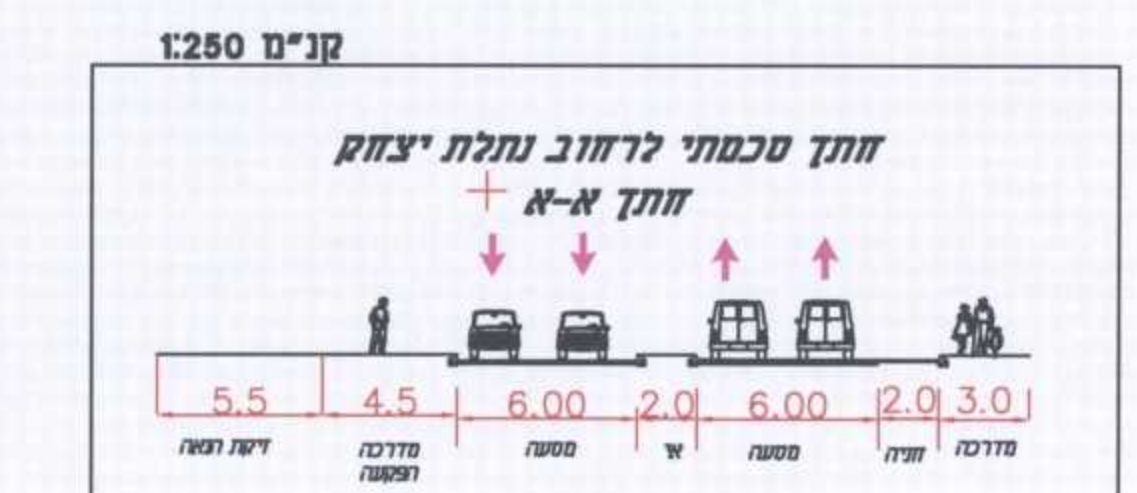 קנ"מ 1:250
חתך סכמתי לרחוב נחלת יצחק
חתך א-א
5.5 4.5 6.00 2.0 6.00 2.0 3.0
זיקת הנאה מדרכה מסעה אי מסעה חניה מדרכה
הפקעה